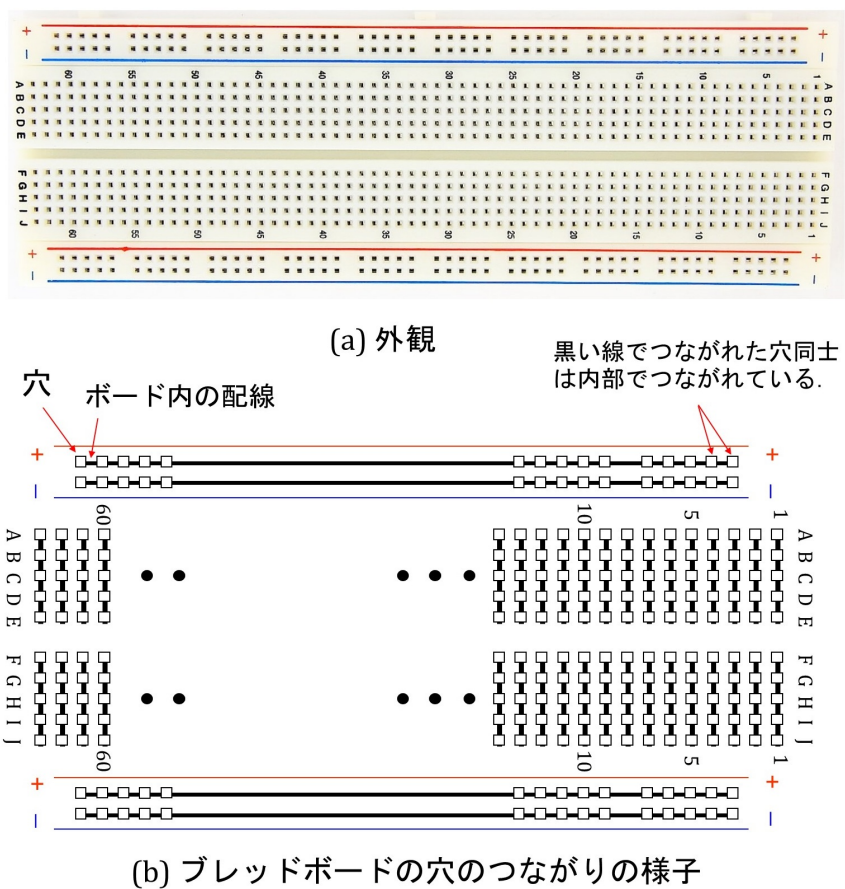 + +
− −
60 55 50 45 40 35 30 25 20 15 10 5 1
A A
B B
C C
D D
E E
F F
G G
H H
I I
J J
60 55 50 45 40 35 30 25 20 15 10 5 1
+ +
− −
(a) 外観
黒い線でつながれた穴同士
は内部でつながれている.
穴
ボード内の配線
+ +
− −
60 10 5 1
A A
B B
C C
D D
E E
F F
G G
H H
I I
J J
60 10 5 1
+ +
− −
(b) ブレッドボードの穴のつながりの様子